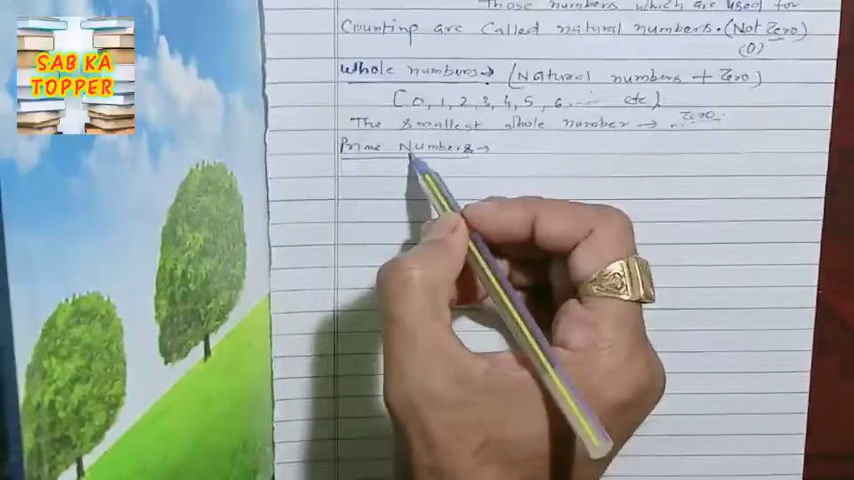 SAB KA
TOPPER
Those numbers which are used for
Counting are Called natural numbers. (Not Zero)
(0)
Whole numbers → (Natural numbers + Zero)
(0, 1, 2, 3, 4, 5, 6 ...... etc)
The smallest whole number → zero.
Prime Numbers →